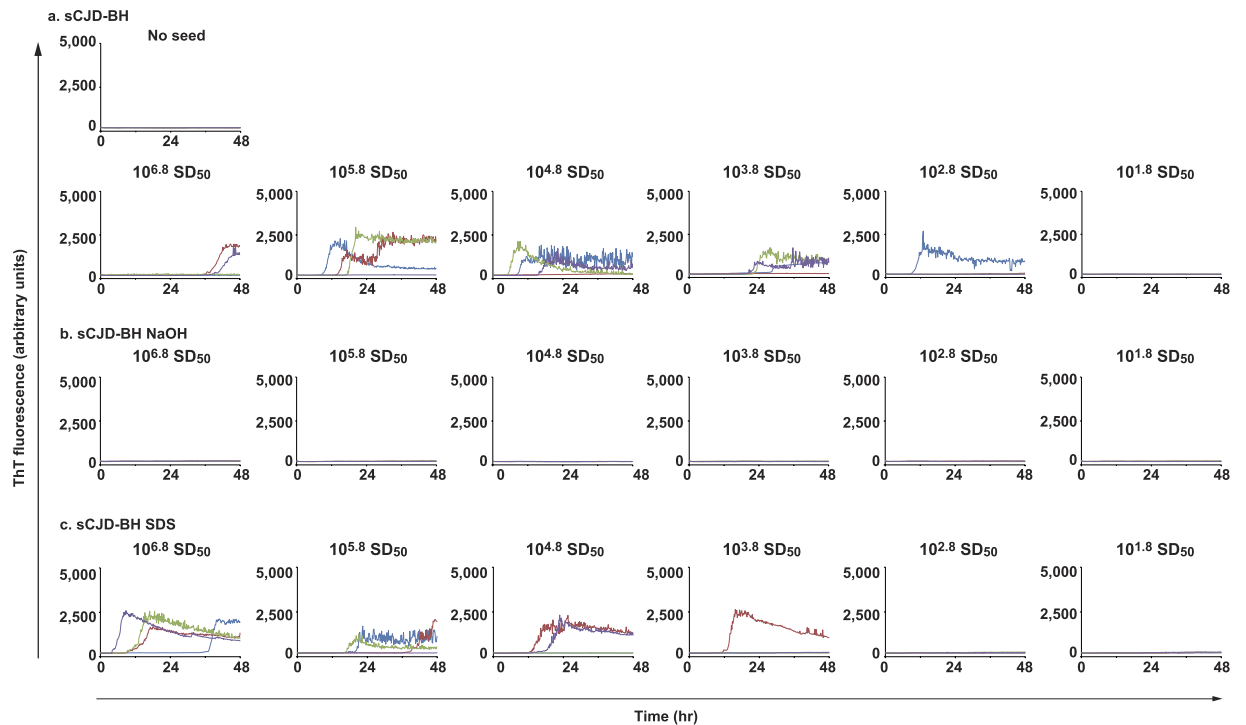 a. sCJD-BH
No seed
5,000
2,500
0
0 24 48
10^6.8 SD50 10^5.8 SD50 10^4.8 SD50 10^3.8 SD50 10^2.8 SD50 10^1.8 SD50
5,000 5,000 5,000 5,000 5,000 5,000
2,500 2,500 2,500 2,500 2,500 2,500
0 0 0 0 0 0
0 24 48 0 24 48 0 24 48 0 24 48 0 24 48 0 24 48
b. sCJD-BH NaOH
10^6.8 SD50 10^5.8 SD50 10^4.8 SD50 10^3.8 SD50 10^2.8 SD50 10^1.8 SD50
5,000 5,000 5,000 5,000 5,000 5,000
2,500 2,500 2,500 2,500 2,500 2,500
0 0 0 0 0 0
0 24 48 0 24 48 0 24 48 0 24 48 0 24 48 0 24 48
c. sCJD-BH SDS
10^6.8 SD50 10^5.8 SD50 10^4.8 SD50 10^3.8 SD50 10^2.8 SD50 10^1.8 SD50
5,000 5,000 5,000 5,000 5,000 5,000
2,500 2,500 2,500 2,500 2,500 2,500
0 0 0 0 0 0
0 24 48 0 24 48 0 24 48 0 24 48 0 24 48 0 24 48
ThT fluorescence (arbitrary units)
Time (hr)